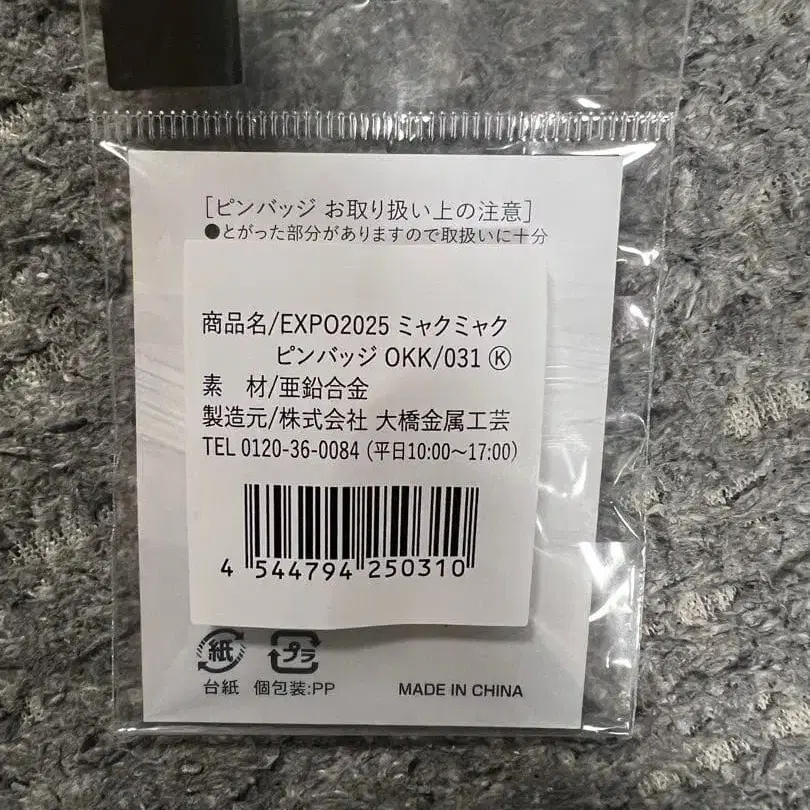 [ピンバッジ お取り扱い上の注意]
●とがった部分がありますので取扱いに十分
商品名/EXPO2025 ミャクミャク
ピンバッジ OKK/031 Ⓚ
素　材/亜鉛合金
製造元/株式会社 大橋金属工芸
TEL 0120-36-0084 (平日10:00～17:00)
4 544794 250310
紙 プラ
台紙 個包装:PP MADE IN CHINA